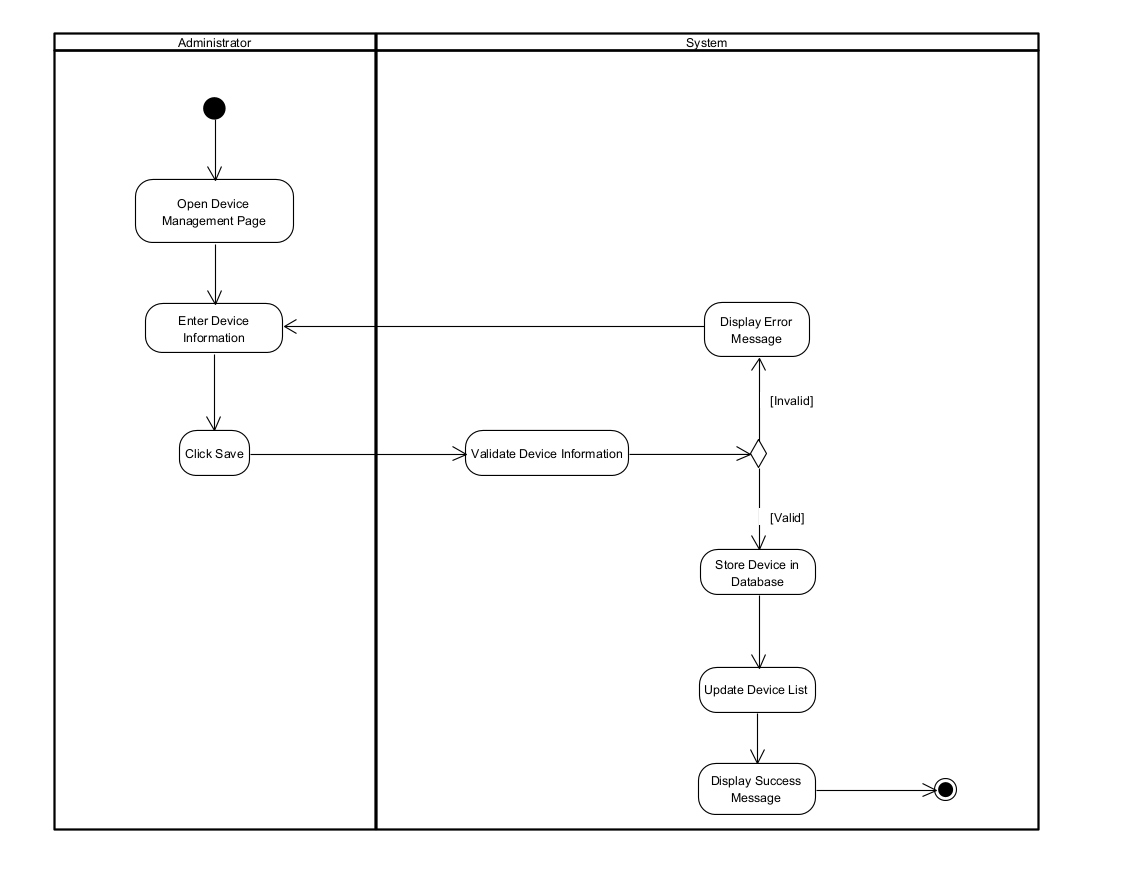 Administrator
System
Open Device
Management Page
Enter Device
Information
Display Error
Message
[Invalid]
Click Save
Validate Device Information
[Valid]
Store Device in
Database
Update Device List
Display Success
Message